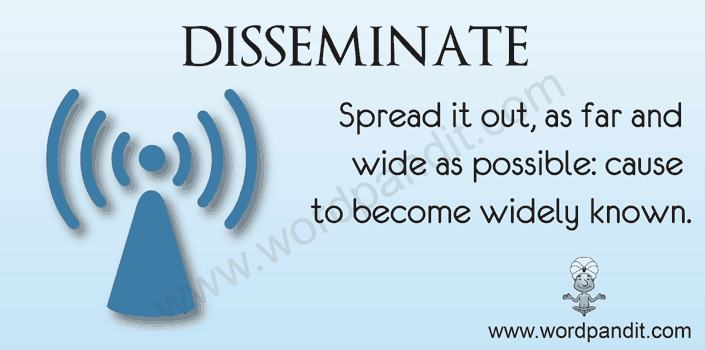 DISSEMINATE
Spread it out, as far and
wide as possible: cause
to become widely known.
www.wordpandit.com
www.wordpandit.com